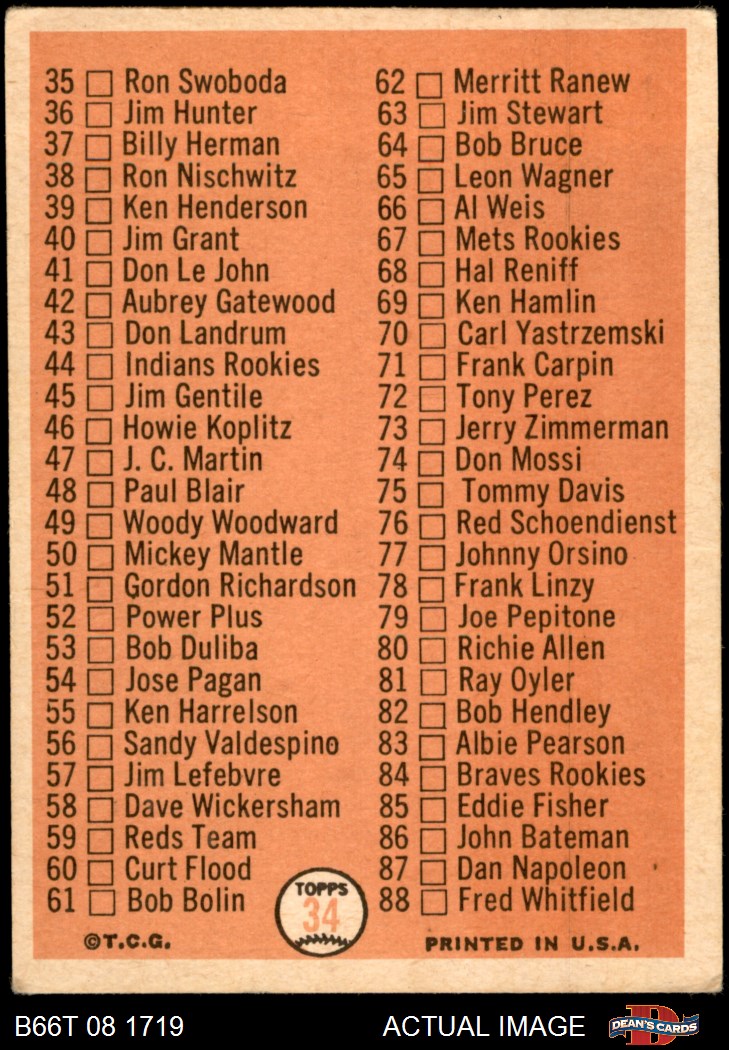 35 Ron Swoboda
36 Jim Hunter
37 Billy Herman
38 Ron Nischwitz
39 Ken Henderson
40 Jim Grant
41 Don Le John
42 Aubrey Gatewood
43 Don Landrum
44 Indians Rookies
45 Jim Gentile
46 Howie Koplitz
47 J. C. Martin
48 Paul Blair
49 Woody Woodward
50 Mickey Mantle
51 Gordon Richardson
52 Power Plus
53 Bob Duliba
54 Jose Pagan
55 Ken Harrelson
56 Sandy Valdespino
57 Jim Lefebvre
58 Dave Wickersham
59 Reds Team
60 Curt Flood
61 Bob Bolin
62 Merritt Ranew
63 Jim Stewart
64 Bob Bruce
65 Leon Wagner
66 Al Weis
67 Mets Rookies
68 Hal Reniff
69 Ken Hamlin
70 Carl Yastrzemski
71 Frank Carpin
72 Tony Perez
73 Jerry Zimmerman
74 Don Mossi
75 Tommy Davis
76 Red Schoendienst
77 Johnny Orsino
78 Frank Linzy
79 Joe Pepitone
80 Richie Allen
81 Ray Oyler
82 Bob Hendley
83 Albie Pearson
84 Braves Rookies
85 Eddie Fisher
86 John Bateman
87 Dan Napoleon
88 Fred Whitfield
TOPPS
34
©T.C.G.
PRINTED IN U.S.A.
B66T 08 1719
ACTUAL IMAGE
D
DEAN'S CARDS